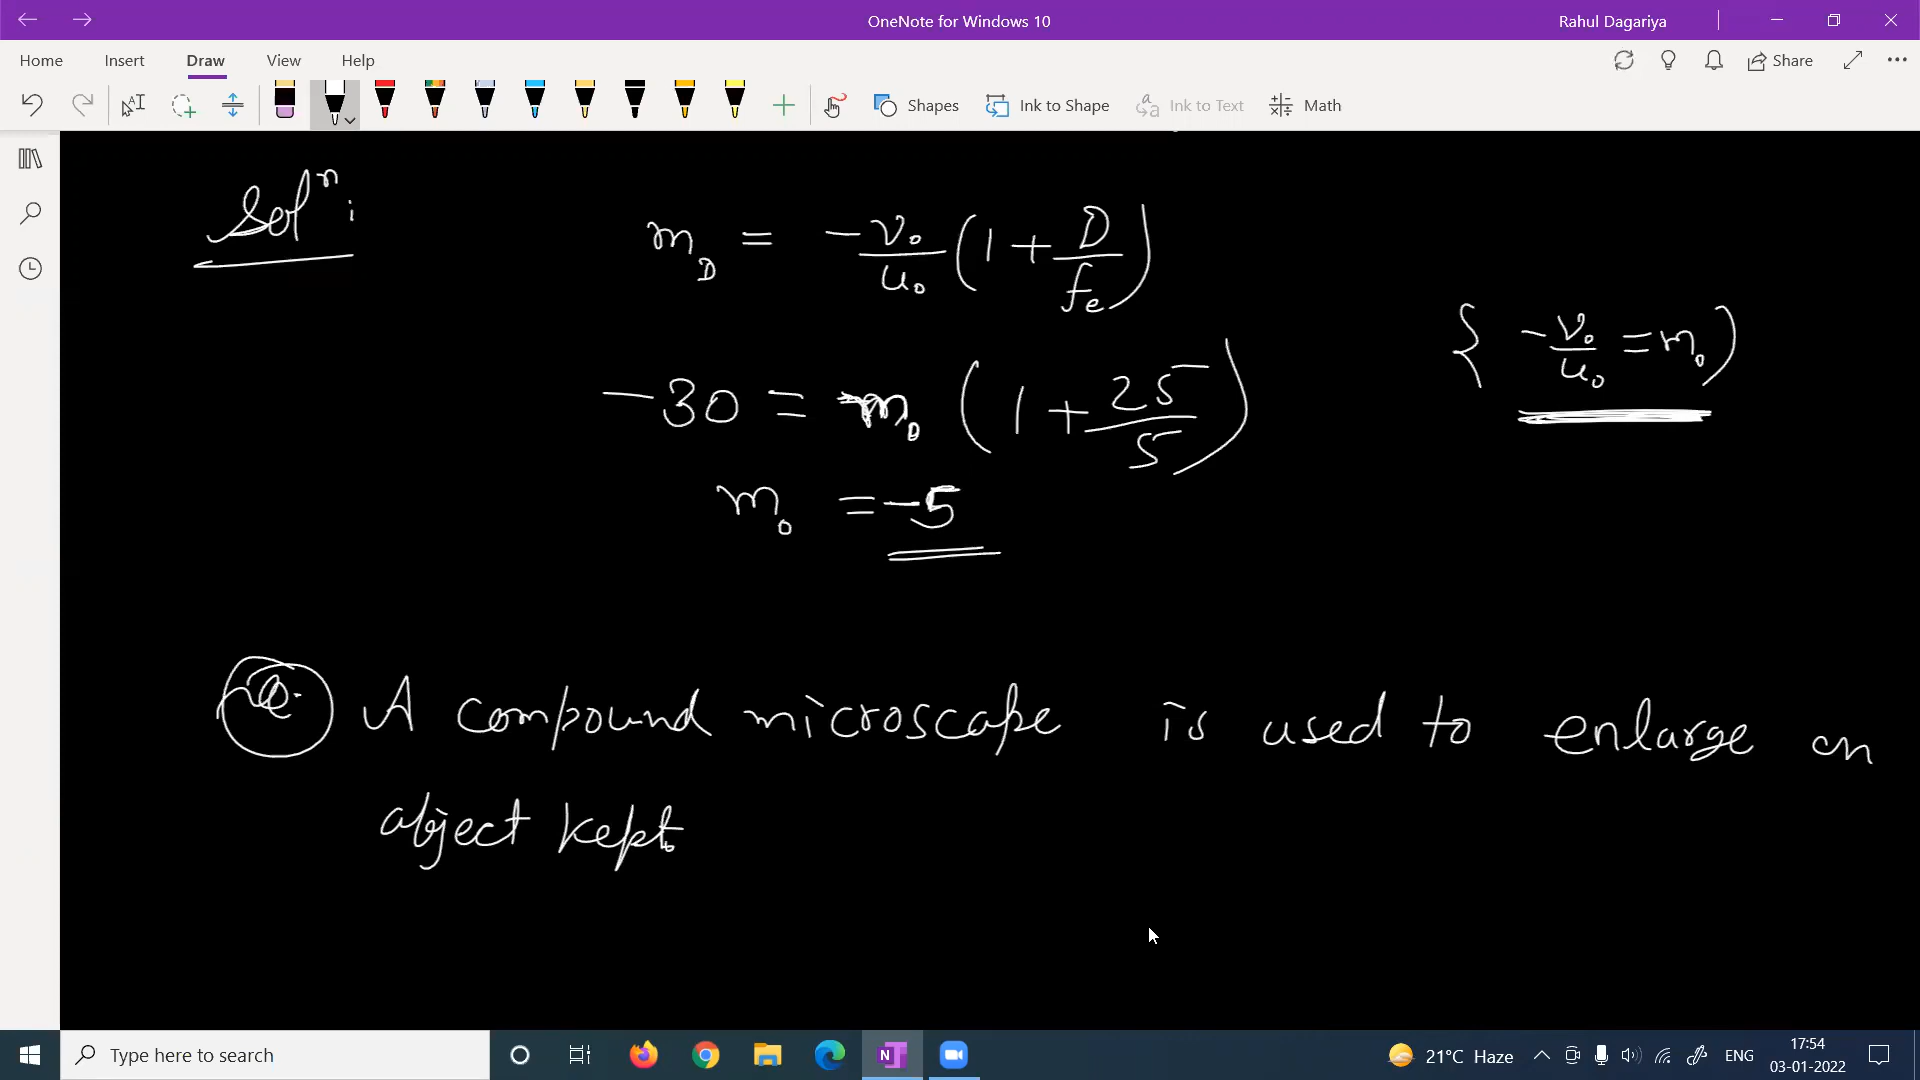 OneNote for Windows 10
Rahul Dagariya
Home Insert Draw View Help
Share
Shapes Ink to Shape Ink to Text Math
Solⁿ:
m_D = -v₀/u₀ (1 + D/fe)
{ -v₀/u₀ = m₀)
-30 = m₀ (1 + 25/5)
m₀ = -5
Q. A compound microscope is used to enlarge an
object kept
Type here to search
N
21°C Haze
ENG
17:54
03-01-2022